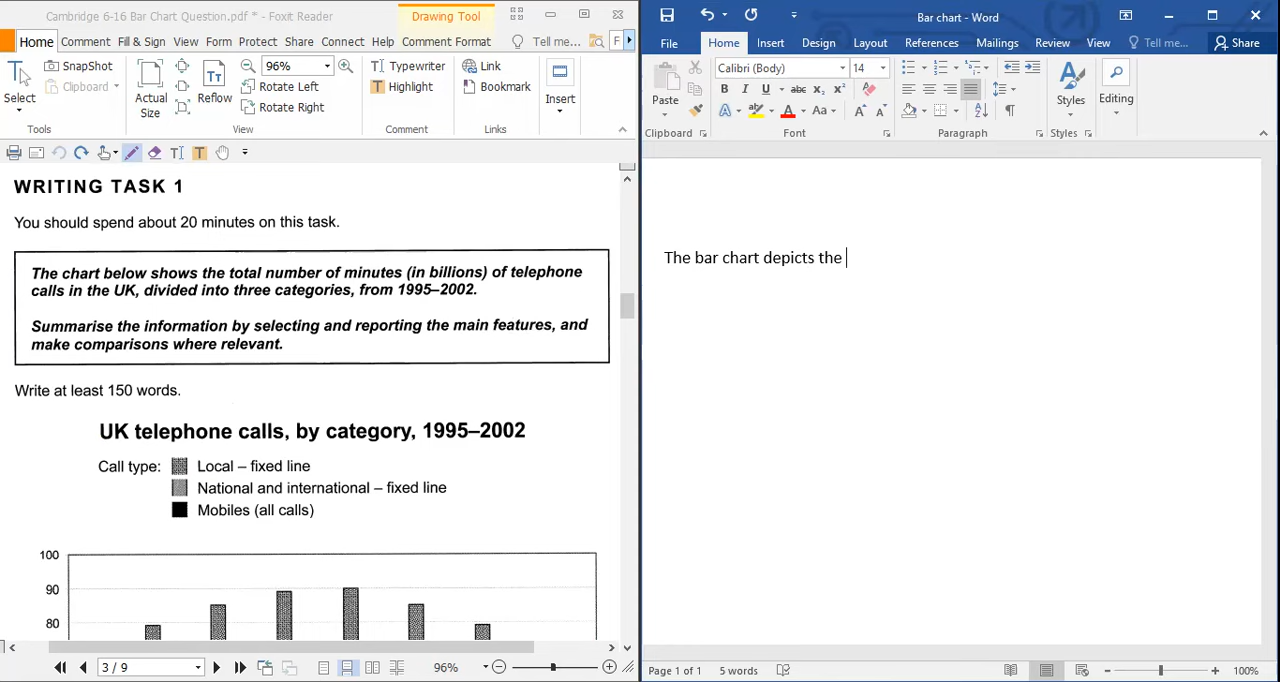 Cambridge 6-16 Bar Chart Question.pdf * - Foxit Reader
Drawing Tool
Home Comment Fill & Sign View Form Protect Share Connect Help Comment Format Tell me... F
Select
SnapShot
Clipboard
Tools
Actual Size
Reflow
96%
Rotate Left
Rotate Right
View
Typewriter
Highlight
Comment
Link
Bookmark
Links
Insert
WRITING TASK 1
You should spend about 20 minutes on this task.
The chart below shows the total number of minutes (in billions) of telephone
calls in the UK, divided into three categories, from 1995–2002.
Summarise the information by selecting and reporting the main features, and
make comparisons where relevant.
Write at least 150 words.
UK telephone calls, by category, 1995–2002
Call type: Local – fixed line
National and international – fixed line
Mobiles (all calls)
100
90
80
3 / 9
96%
Bar chart - Word
File Home Insert Design Layout References Mailings Review View Tell me... Share
Paste
Clipboard
Calibri (Body) 14
B I U abc x₂ x²
A A Aa A A
Font
Paragraph
Styles
Styles
Editing
The bar chart depicts the
Page 1 of 1 5 words
100%